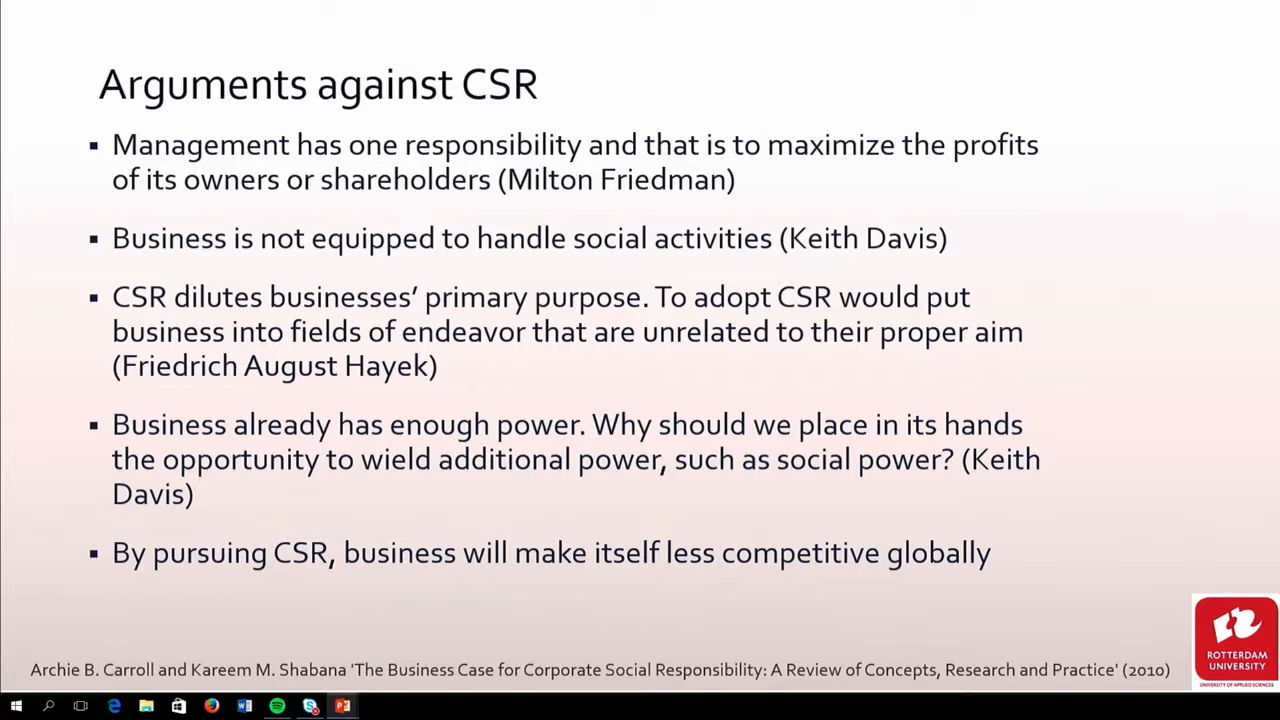 Arguments against CSR
▪ Management has one responsibility and that is to maximize the profits
of its owners or shareholders (Milton Friedman)
▪ Business is not equipped to handle social activities (Keith Davis)
▪ CSR dilutes businesses’ primary purpose. To adopt CSR would put
business into fields of endeavor that are unrelated to their proper aim
(Friedrich August Hayek)
▪ Business already has enough power. Why should we place in its hands
the opportunity to wield additional power, such as social power? (Keith
Davis)
▪ By pursuing CSR, business will make itself less competitive globally
ROTTERDAM
UNIVERSITY
UNIVERSITY OF APPLIED SCIENCES
Archie B. Carroll and Kareem M. Shabana 'The Business Case for Corporate Social Responsibility: A Review of Concepts, Research and Practice' (2010)